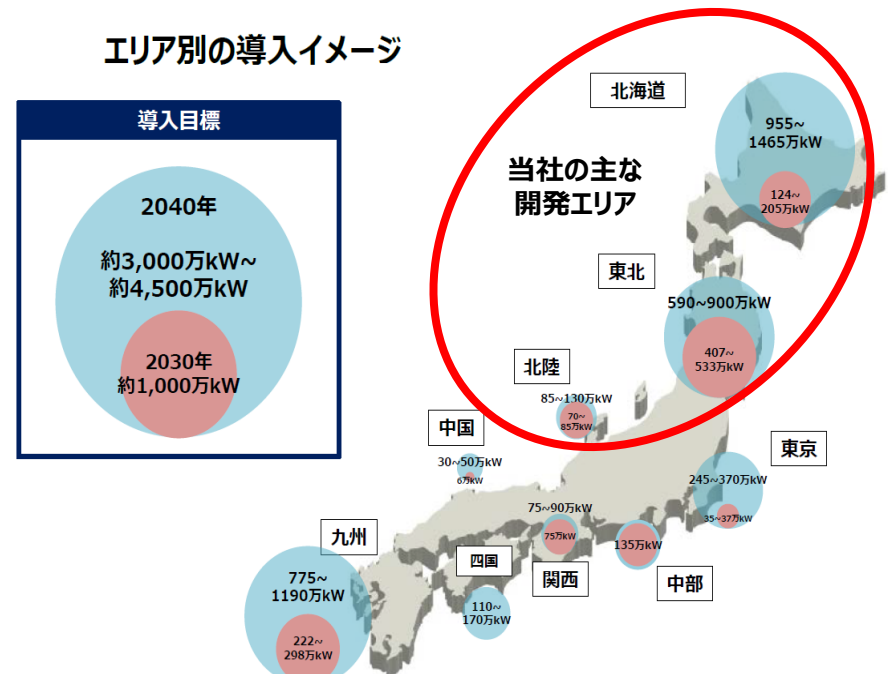 エリア別の導入イメージ
導入目標
2040年
約3,000万kW~
約4,500万kW
2030年
約1,000万kW
当社の主な
開発エリア
北海道
955~
1465万kW
124~
205万kW
東北
590~900万kW
407~
533万kW
北陸
85~130万kW
70~
85万kW
中国
30~50万kW
6万kW
東京
245~370万kW
35~37万kW
75~90万kW
75万kW
関西
135万kW
中部
九州
775~
1190万kW
222~
298万kW
四国
110~
170万kW